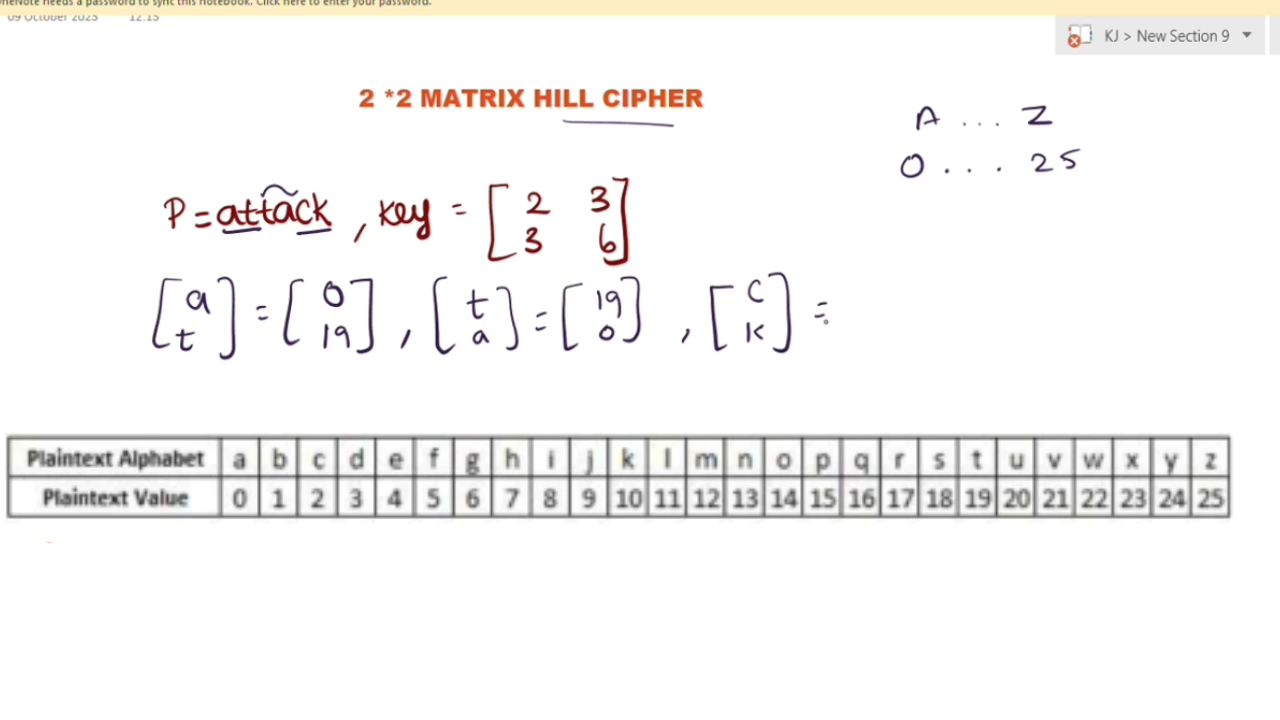 OneNote needs a password to sync this notebook. Click here to enter your password.
09 October 2023 12:13
KJ > New Section 9
2 *2 MATRIX HILL CIPHER
A ... Z
0 ... 25
P = attack , key = [ 2 3
3 6 ]
[ a t ] = [ 0 19 ] , [ t a ] = [ 19 0 ] , [ c k ] =
Plaintext Alphabet a b c d e f g h i j k l m n o p q r s t u v w x y z
Plaintext Value 0 1 2 3 4 5 6 7 8 9 10 11 12 13 14 15 16 17 18 19 20 21 22 23 24 25